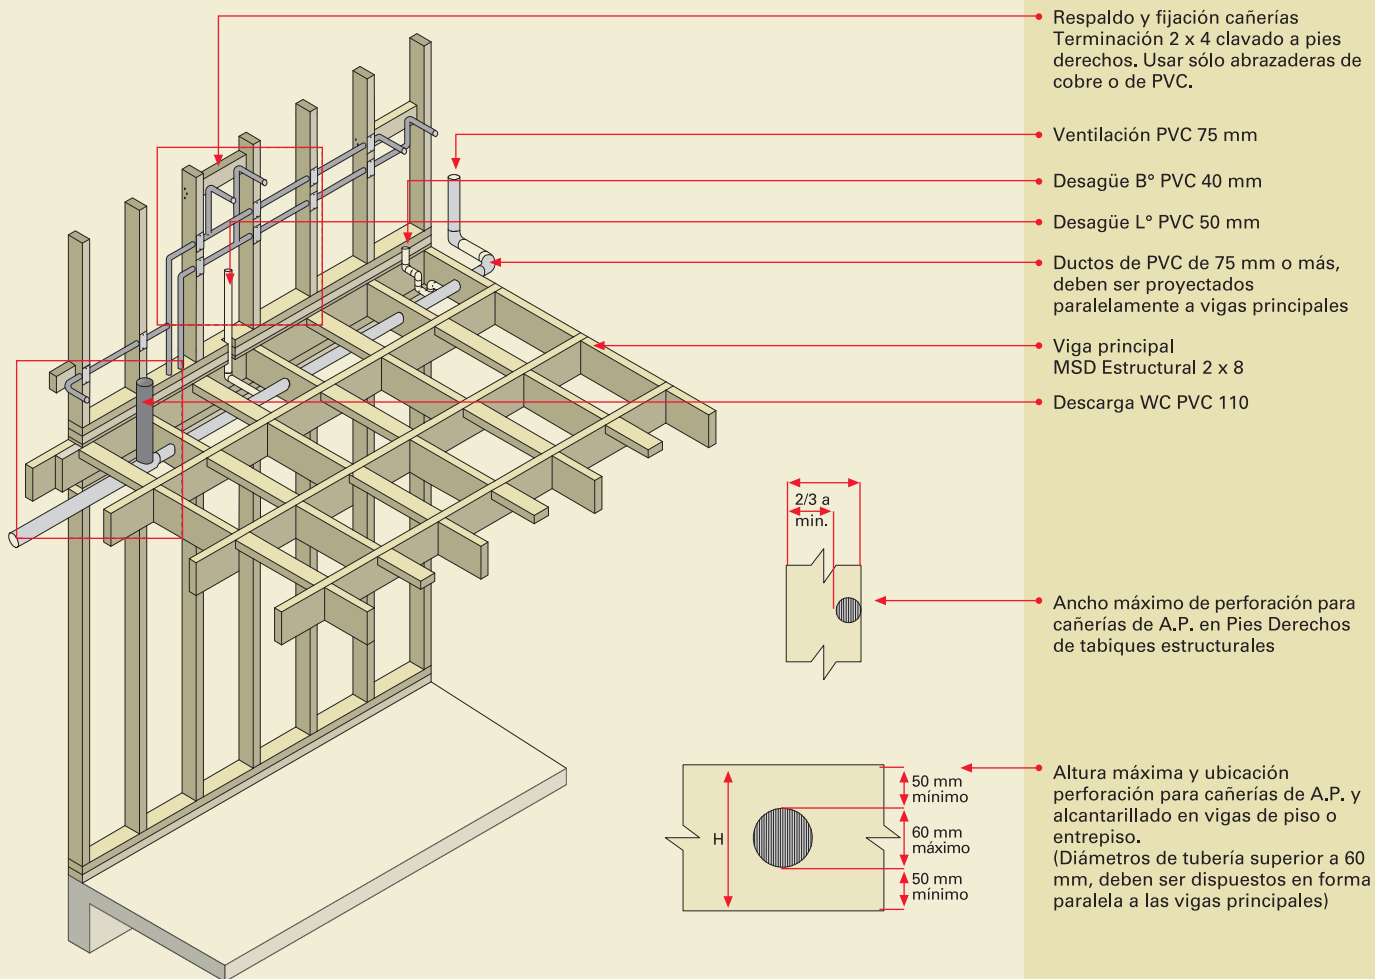 Respaldo y fijación cañerías
Terminación 2 x 4 clavado a pies
derechos. Usar sólo abrazaderas de
cobre o de PVC.
Ventilación PVC 75 mm
Desagüe B° PVC 40 mm
Desagüe L° PVC 50 mm
Ductos de PVC de 75 mm o más,
deben ser proyectados
paralelamente a vigas principales
Viga principal
MSD Estructural 2 x 8
Descarga WC PVC 110
2/3 a
min.
Ancho máximo de perforación para
cañerías de A.P. en Pies Derechos
de tabiques estructurales
H
50 mm
mínimo
60 mm
máximo
50 mm
mínimo
Altura máxima y ubicación
perforación para cañerías de A.P. y
alcantarillado en vigas de piso o
entrepiso.
(Diámetros de tubería superior a 60
mm, deben ser dispuestos en forma
paralela a las vigas principales)